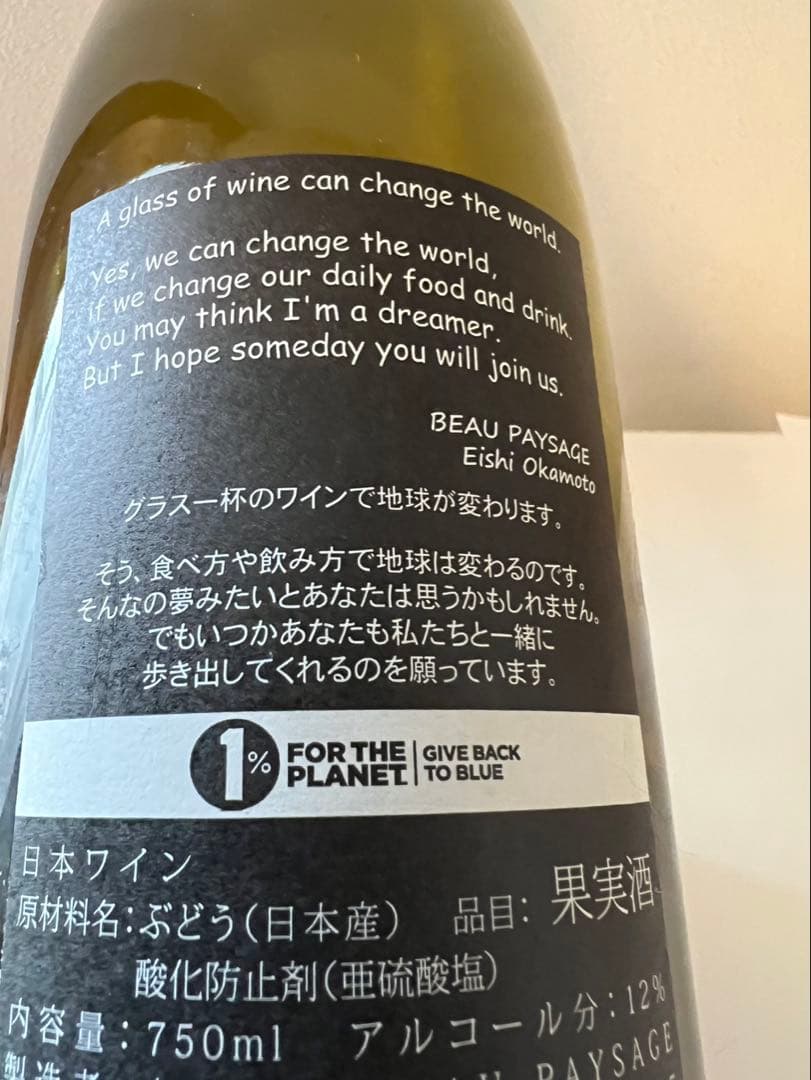 A glass of wine can change the world.
Yes, we can change the world,
if we change our daily food and drink.
You may think I'm a dreamer.
But I hope someday you will join us.
BEAU PAYSAGE
Eishi Okamoto
グラス一杯のワインで地球が変わります。
そう、食べ方や飲み方で地球は変わるのです。
そんなの夢みたいとあなたは思うかもしれません。
でもいつかあなたも私たちと一緒に
歩き出してくれるのを願っています。
1% FOR THE PLANET. | GIVE BACK TO BLUE
日本ワイン
原材料名：ぶどう（日本産） 品目：果実酒
酸化防止剤（亜硫酸塩）
内容量：750ml アルコール分：12%
製造者 PAYSAGE